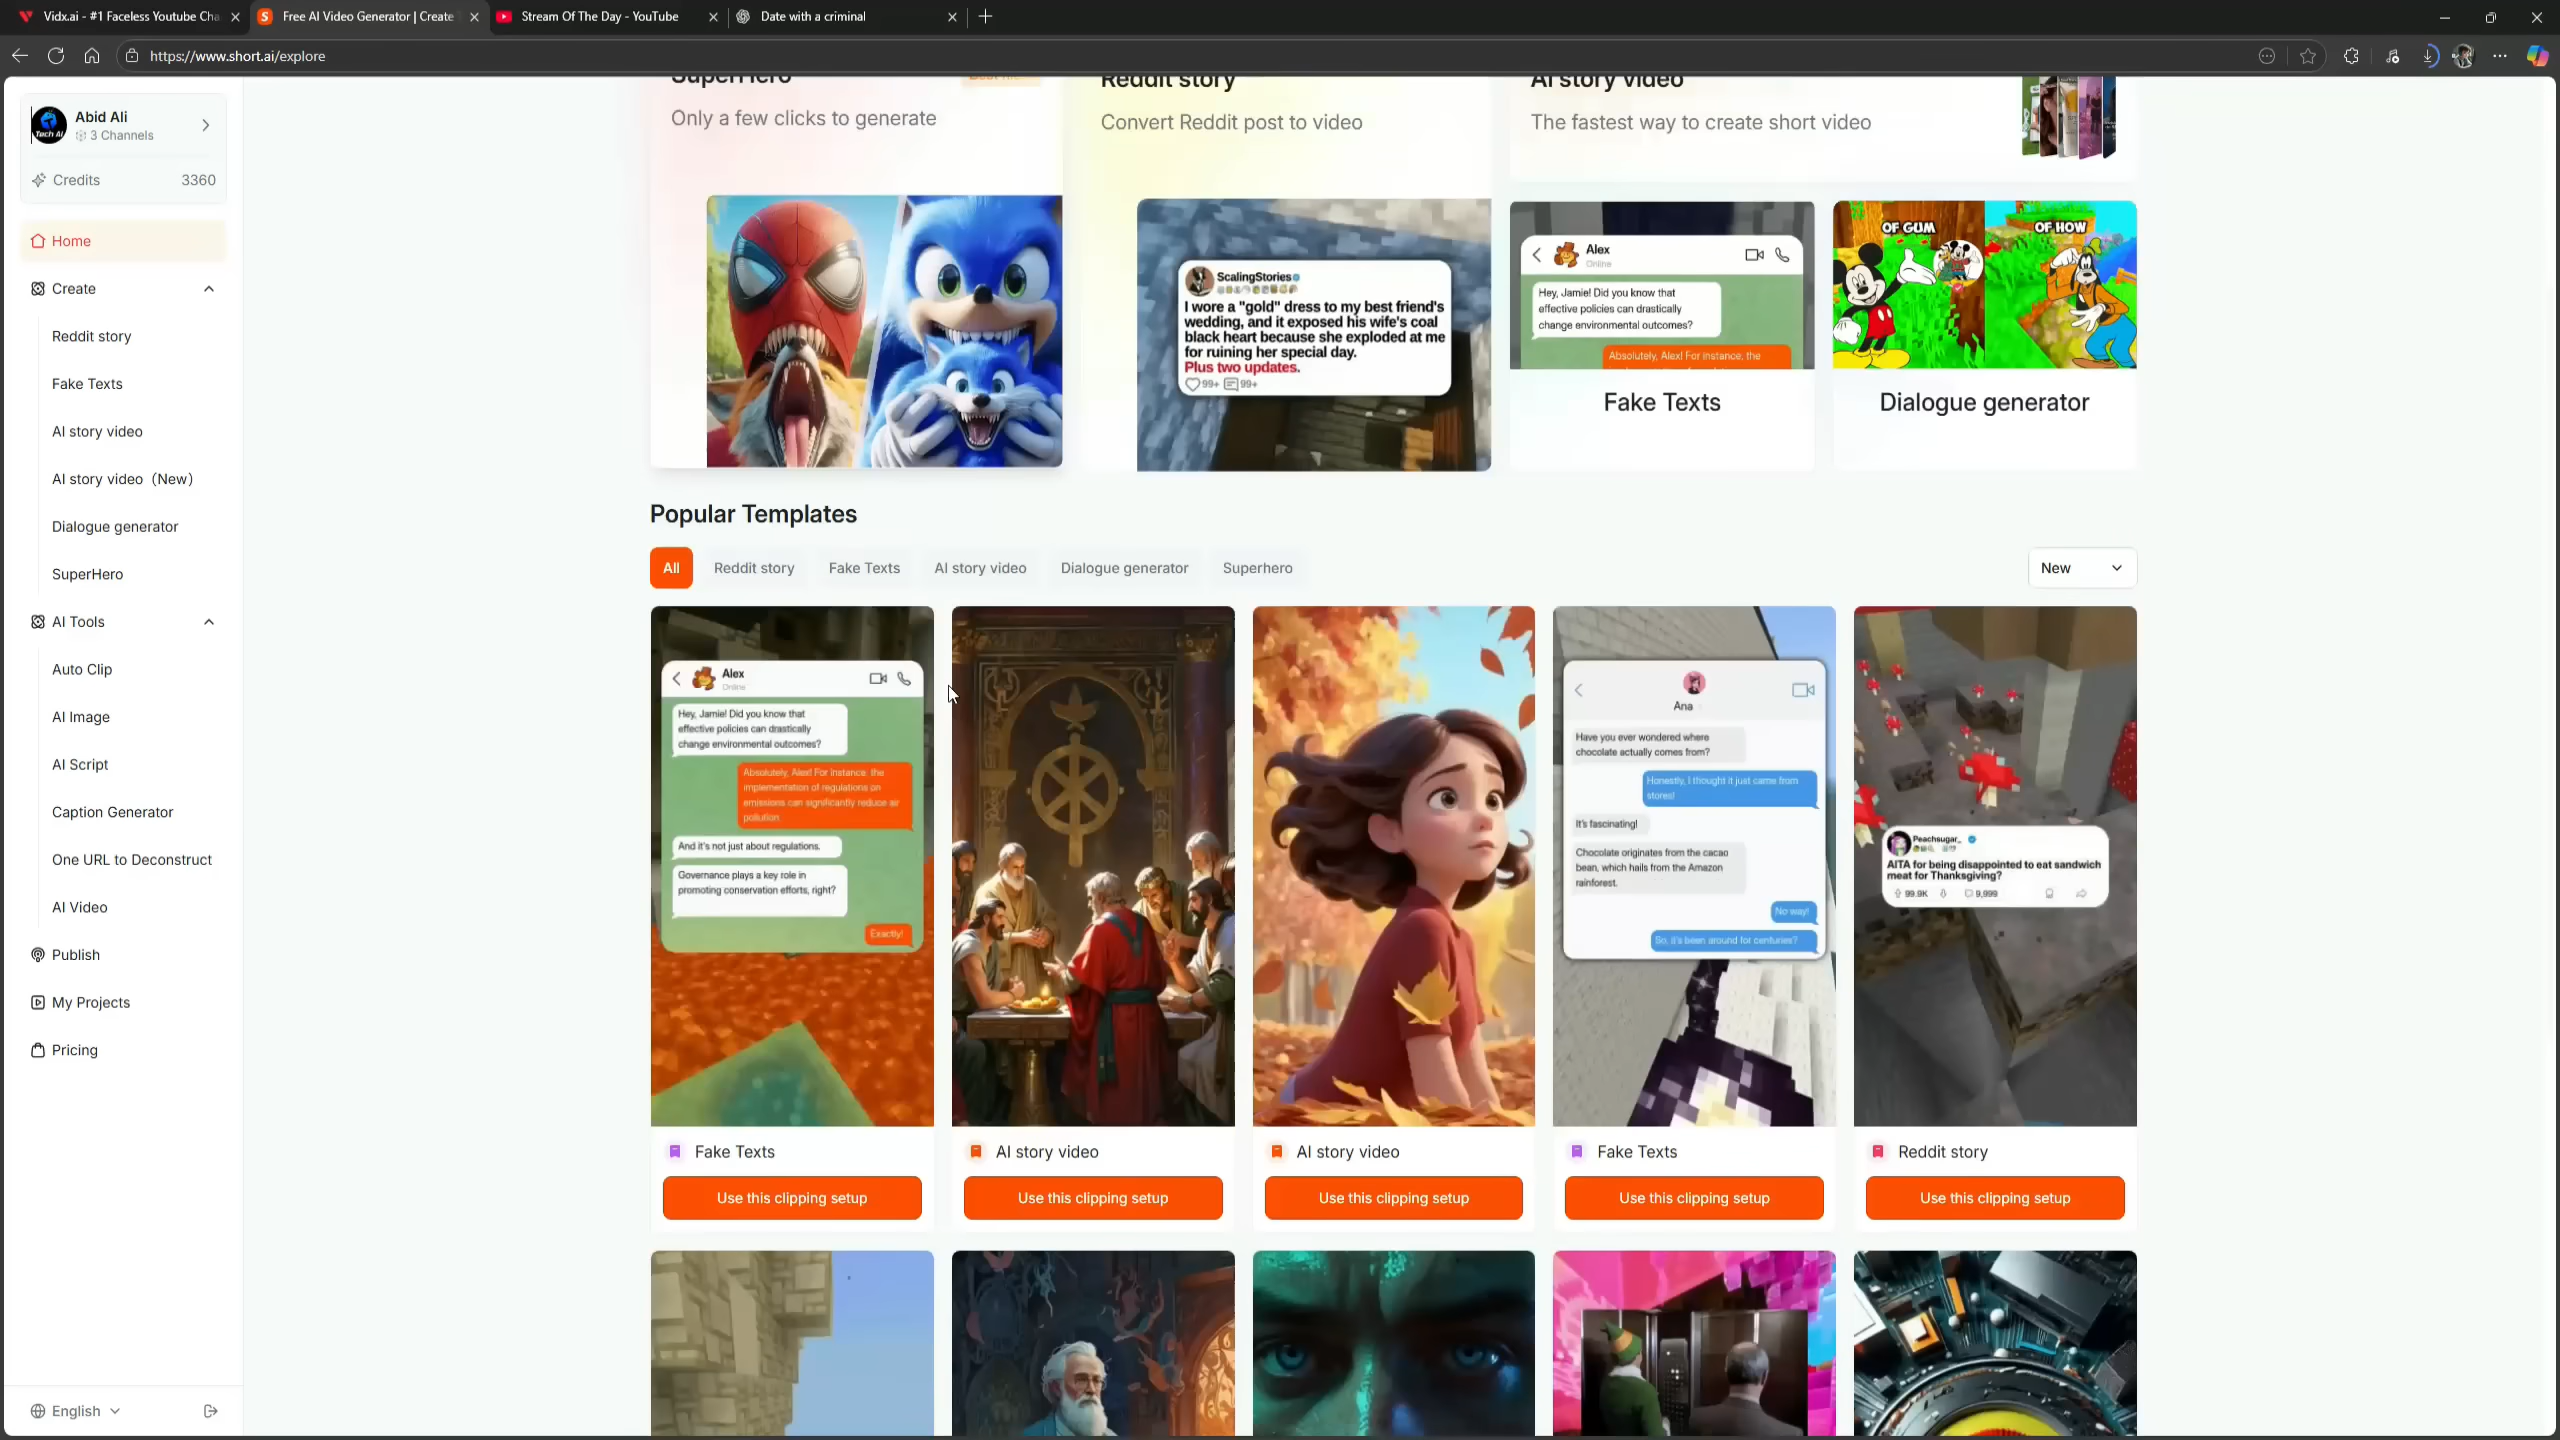 Vidx.ai - #1 Faceless Youtube Cha
Free AI Video Generator | Create
Stream Of The Day - YouTube
Date with a criminal
https://www.short.ai/explore
Abid Ali
3 Channels
Credits 3360
Home
Create
Reddit story
Fake Texts
AI story video
AI story video（New）
Dialogue generator
SuperHero
AI Tools
Auto Clip
AI Image
AI Script
Caption Generator
One URL to Deconstruct
AI Video
Publish
My Projects
Pricing
English
SuperHero
Only a few clicks to generate
Reddit story
Convert Reddit post to video
ScalingStories
I wore a "gold" dress to my best friend's
wedding, and it exposed his wife's coal
black heart because she exploded at me
for ruining her special day.
Plus two updates.
99+ 99+
AI story video
The fastest way to create short video
Alex
Online
Hey, Jamie! Did you know that
effective policies can drastically
change environmental outcomes?
Absolutely, Alex! For instance, the
Fake Texts
OF GUM
OF HOW
Dialogue generator
Popular Templates
All
Reddit story
Fake Texts
AI story video
Dialogue generator
Superhero
New
Alex
Online
Hey, Jamie! Did you know that
effective policies can drastically
change environmental outcomes?
Absolutely, Alex! For instance, the
implementation of regulations on
emissions can significantly reduce air
pollution.
And it's not just about regulations.
Governance plays a key role in
promoting conservation efforts, right?
Exactly!
Fake Texts
Use this clipping setup
AI story video
Use this clipping setup
AI story video
Use this clipping setup
Ana
Have you ever wondered where
chocolate actually comes from?
Honestly, I thought it just came from
stores!
It's fascinating!
Chocolate originates from the cacao
bean, which hails from the Amazon
rainforest.
No way!
So, it's been around for centuries?
Fake Texts
Use this clipping setup
Peachsugar_
AITA for being disappointed to eat sandwich
meat for Thanksgiving?
99.9K 9,999
Reddit story
Use this clipping setup